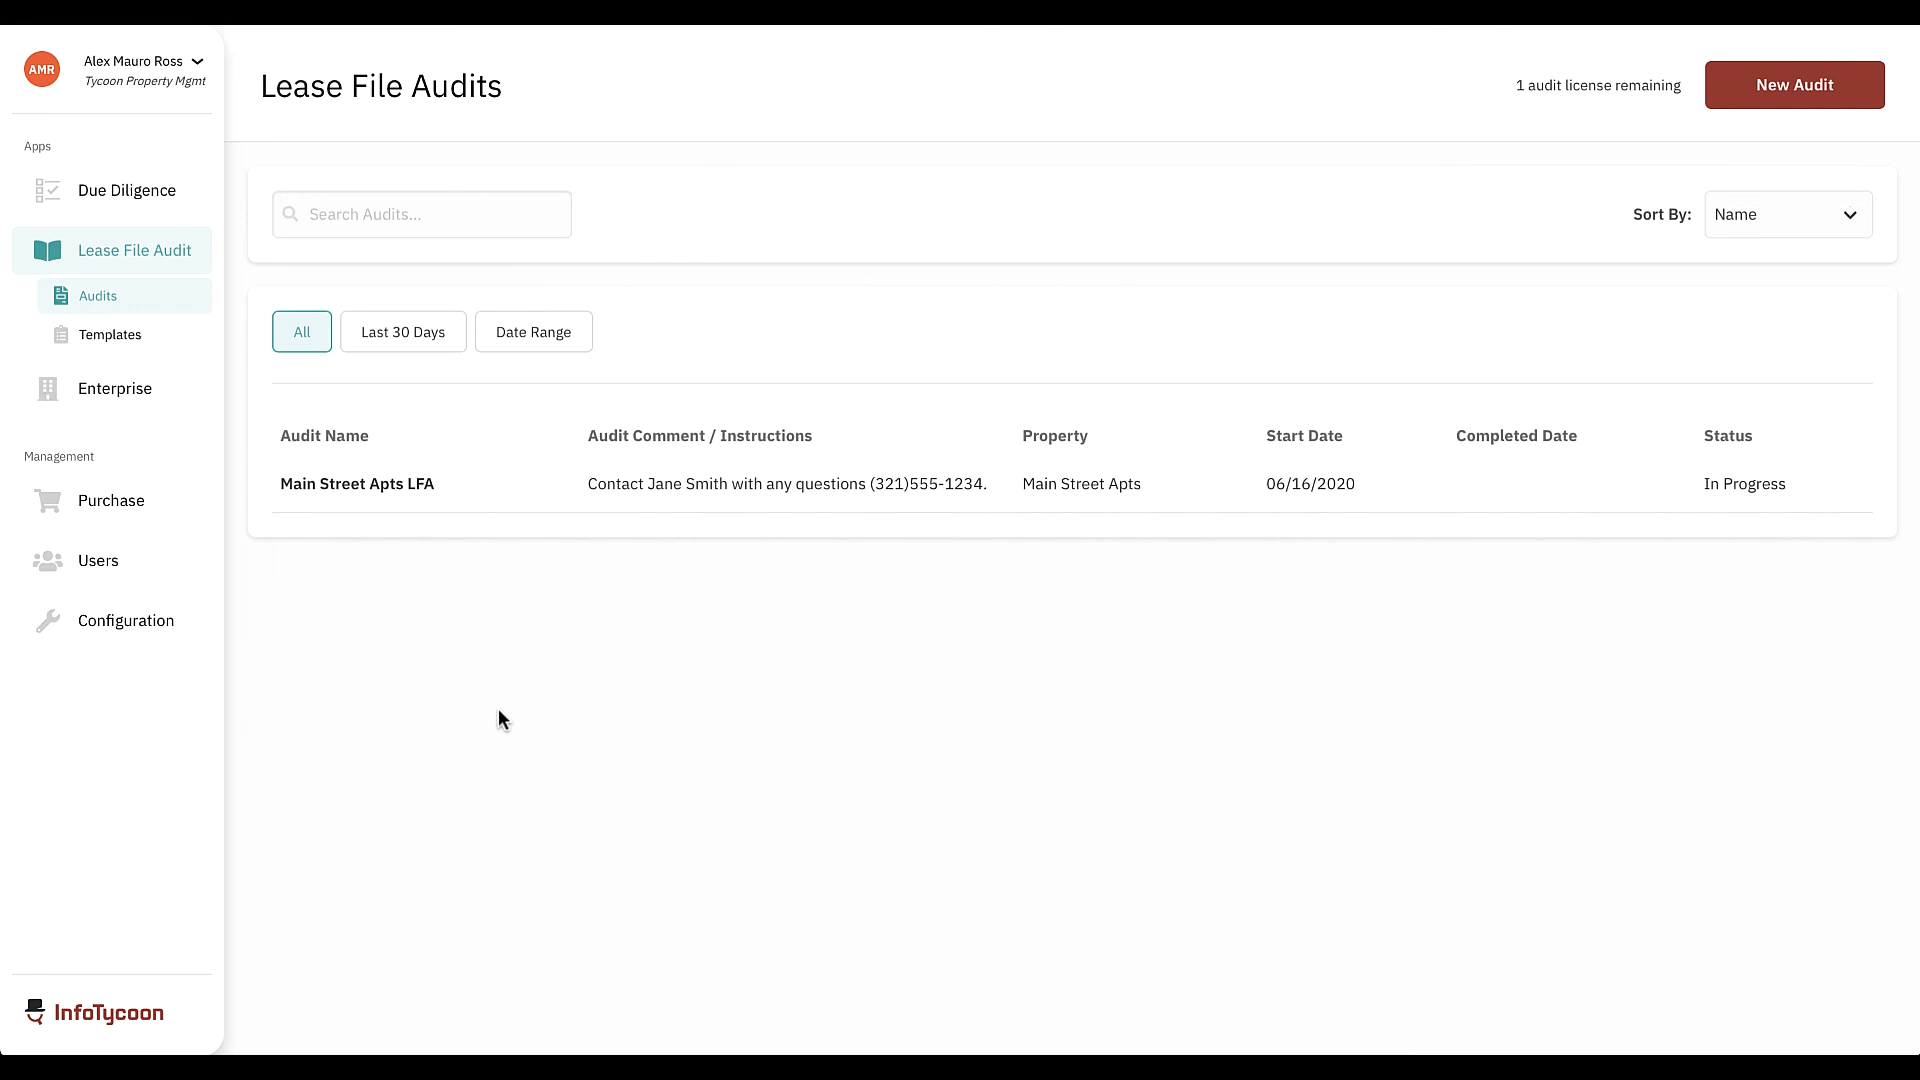 AMR
Alex Mauro Ross
Tycoon Property Mgmt
Apps
Due Diligence
Lease File Audit
Audits
Templates
Enterprise
Management
Purchase
Users
Configuration
InfoTycoon
Lease File Audits
1 audit license remaining
New Audit
Search Audits...
Sort By: Name
All Last 30 Days Date Range
Audit Name Audit Comment / Instructions Property Start Date Completed Date Status
Main Street Apts LFA Contact Jane Smith with any questions (321)555-1234. Main Street Apts 06/16/2020 In Progress